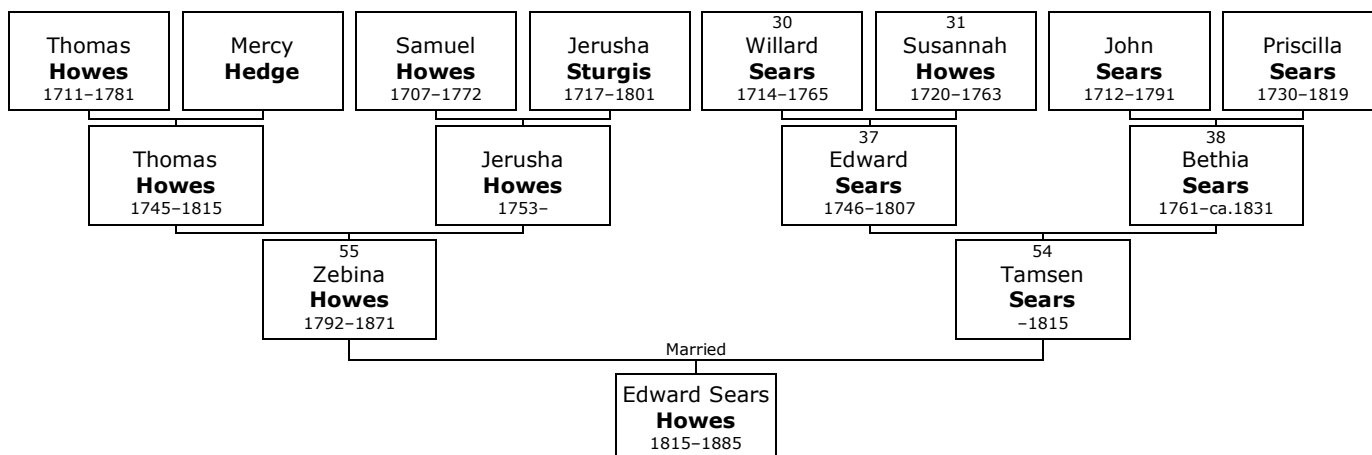 Thomas
Howes
1711–1781
Mercy
Hedge
Samuel
Howes
1707–1772
Jerusha
Sturgis
1717–1801
30
Willard
Sears
1714–1765
31
Susannah
Howes
1720–1763
John
Sears
1712–1791
Priscilla
Sears
1730–1819
Thomas
Howes
1745–1815
Jerusha
Howes
1753–
37
Edward
Sears
1746–1807
38
Bethia
Sears
1761–ca.1831
55
Zebina
Howes
1792–1871
54
Tamsen
Sears
–1815
Married
Edward Sears
Howes
1815–1885